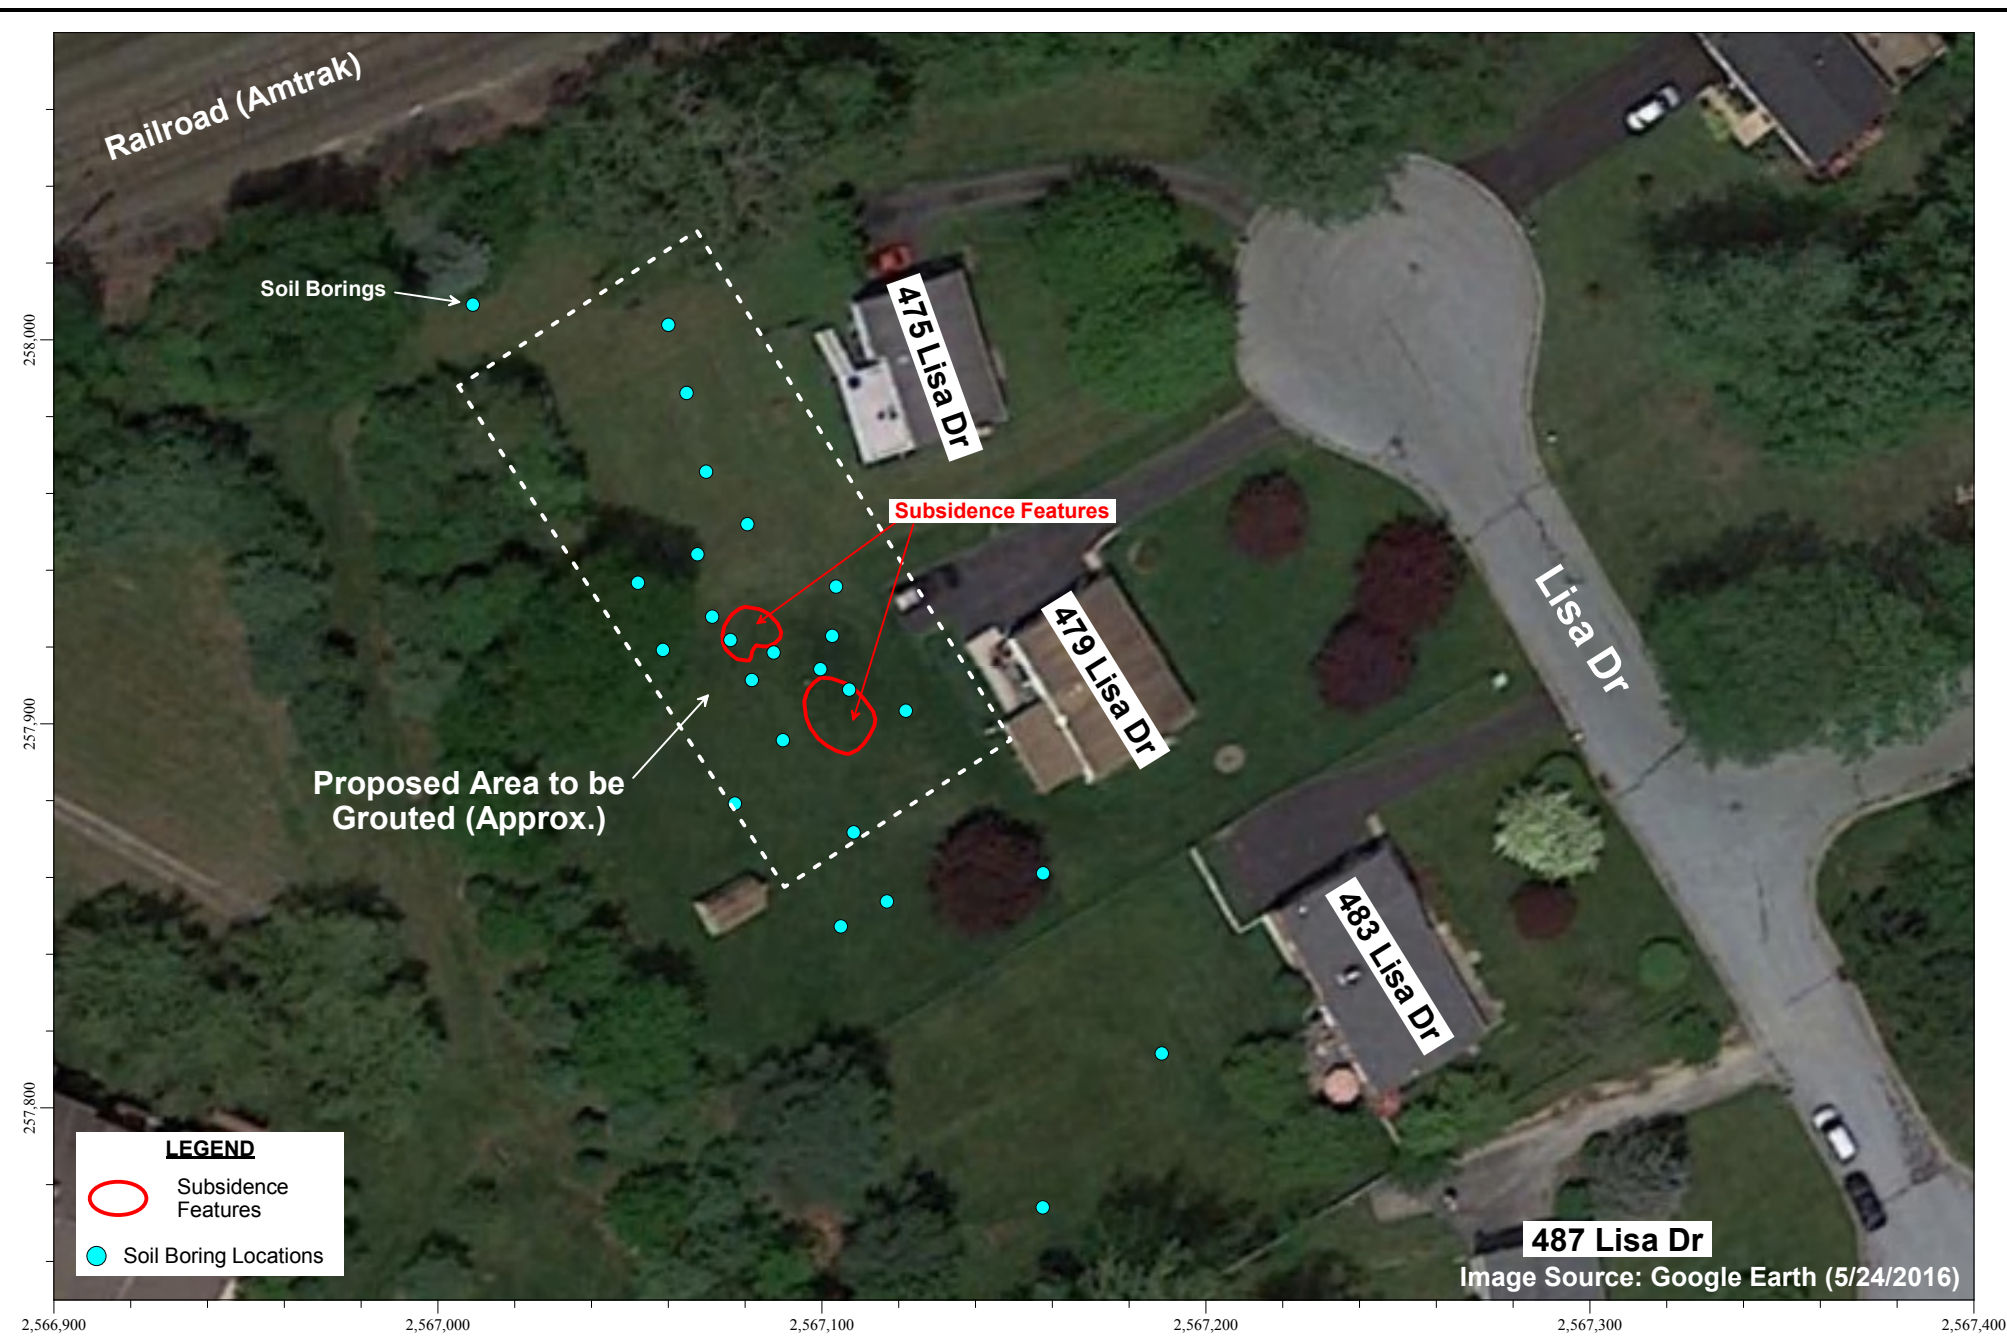 Railroad (Amtrak)
Soil Borings
475 Lisa Dr
Subsidence Features
479 Lisa Dr
Lisa Dr
Proposed Area to be
Grouted (Approx.)
483 Lisa Dr
LEGEND
Subsidence
Features
Soil Boring Locations
487 Lisa Dr
Image Source: Google Earth (5/24/2016)
258,000
257,900
257,800
2,566,900
2,567,000
2,567,100
2,567,200
2,567,300
2,567,400